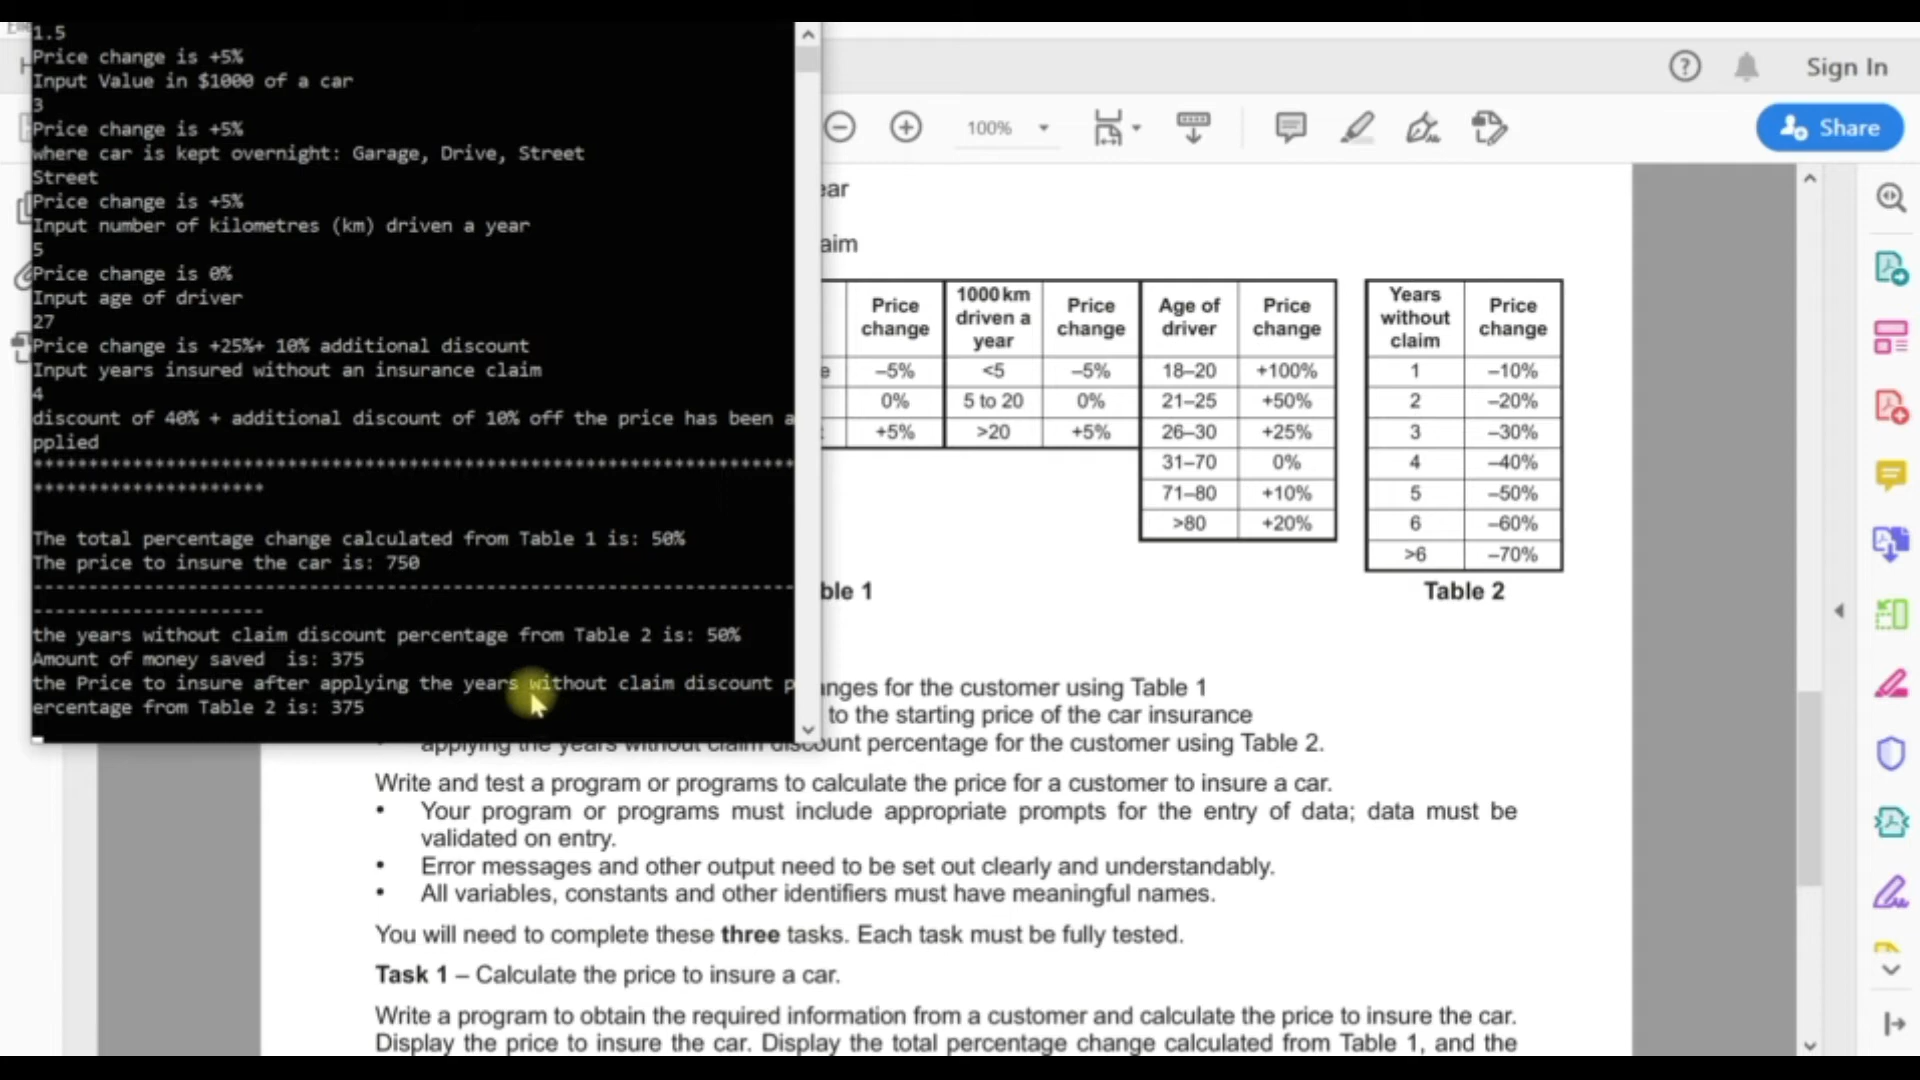 1.5
Price change is +5%
Input Value in $1000 of a car
3
Price change is +5%
where car is kept overnight: Garage, Drive, Street
Street
Price change is +5%
Input number of kilometres (km) driven a year
5
Price change is 0%
Input age of driver
27
Price change is +25%+ 10% additional discount
Input years insured without an insurance claim
4
discount of 40% + additional discount of 10% off the price has been a
pplied
*********************************************************************
*********************
The total percentage change calculated from Table 1 is: 50%
The price to insure the car is: 750
---------------------------------------------------------------------
---------------------
the years without claim discount percentage from Table 2 is: 50%
Amount of money saved  is: 375
the Price to insure after applying the years without claim discount p
ercentage from Table 2 is: 375
Sign In
100%
Share
ear
aim
Price change 1000 km driven a year Price change Age of driver Price change
e –5% <5 –5% 18–20 +100%
0% 5 to 20 0% 21–25 +50%
+5% >20 +5% 26–30 +25%
31–70 0%
71–80 +10%
>80 +20%
Years without claim Price change
1 –10%
2 –20%
3 –30%
4 –40%
5 –50%
6 –60%
>6 –70%
ble 1
Table 2
anges for the customer using Table 1
to the starting price of the car insurance
applying the years without claim discount percentage for the customer using Table 2.
Write and test a program or programs to calculate the price for a customer to insure a car.
• Your program or programs must include appropriate prompts for the entry of data; data must be
validated on entry.
• Error messages and other output need to be set out clearly and understandably.
• All variables, constants and other identifiers must have meaningful names.
You will need to complete these three tasks. Each task must be fully tested.
Task 1 – Calculate the price to insure a car.
Write a program to obtain the required information from a customer and calculate the price to insure the car.
Display the price to insure the car. Display the total percentage change calculated from Table 1, and the